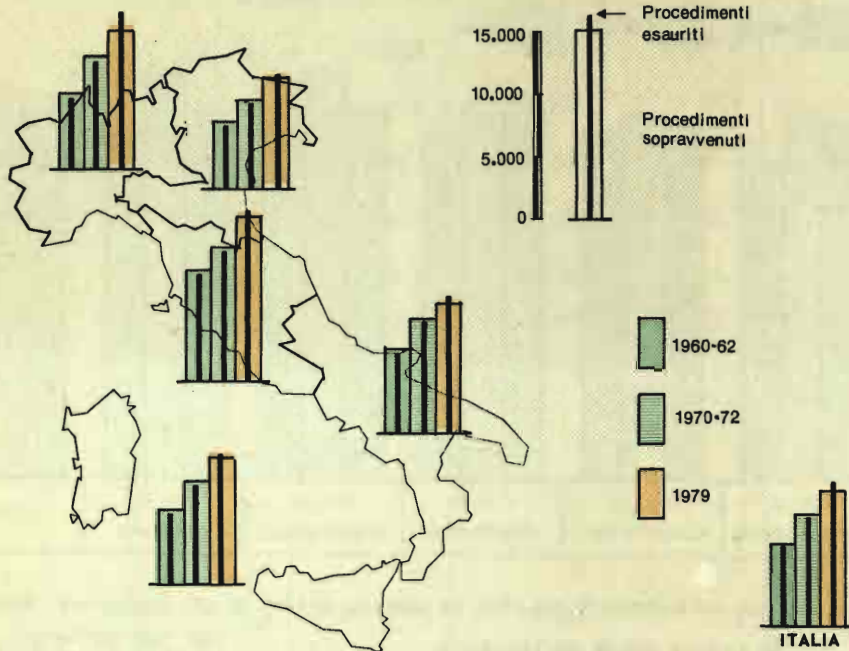 Procedimenti
esauriti
15.000
10.000
Procedimenti
sopravvenuti
5.000
0
1960-62
1970-72
1979
ITALIA